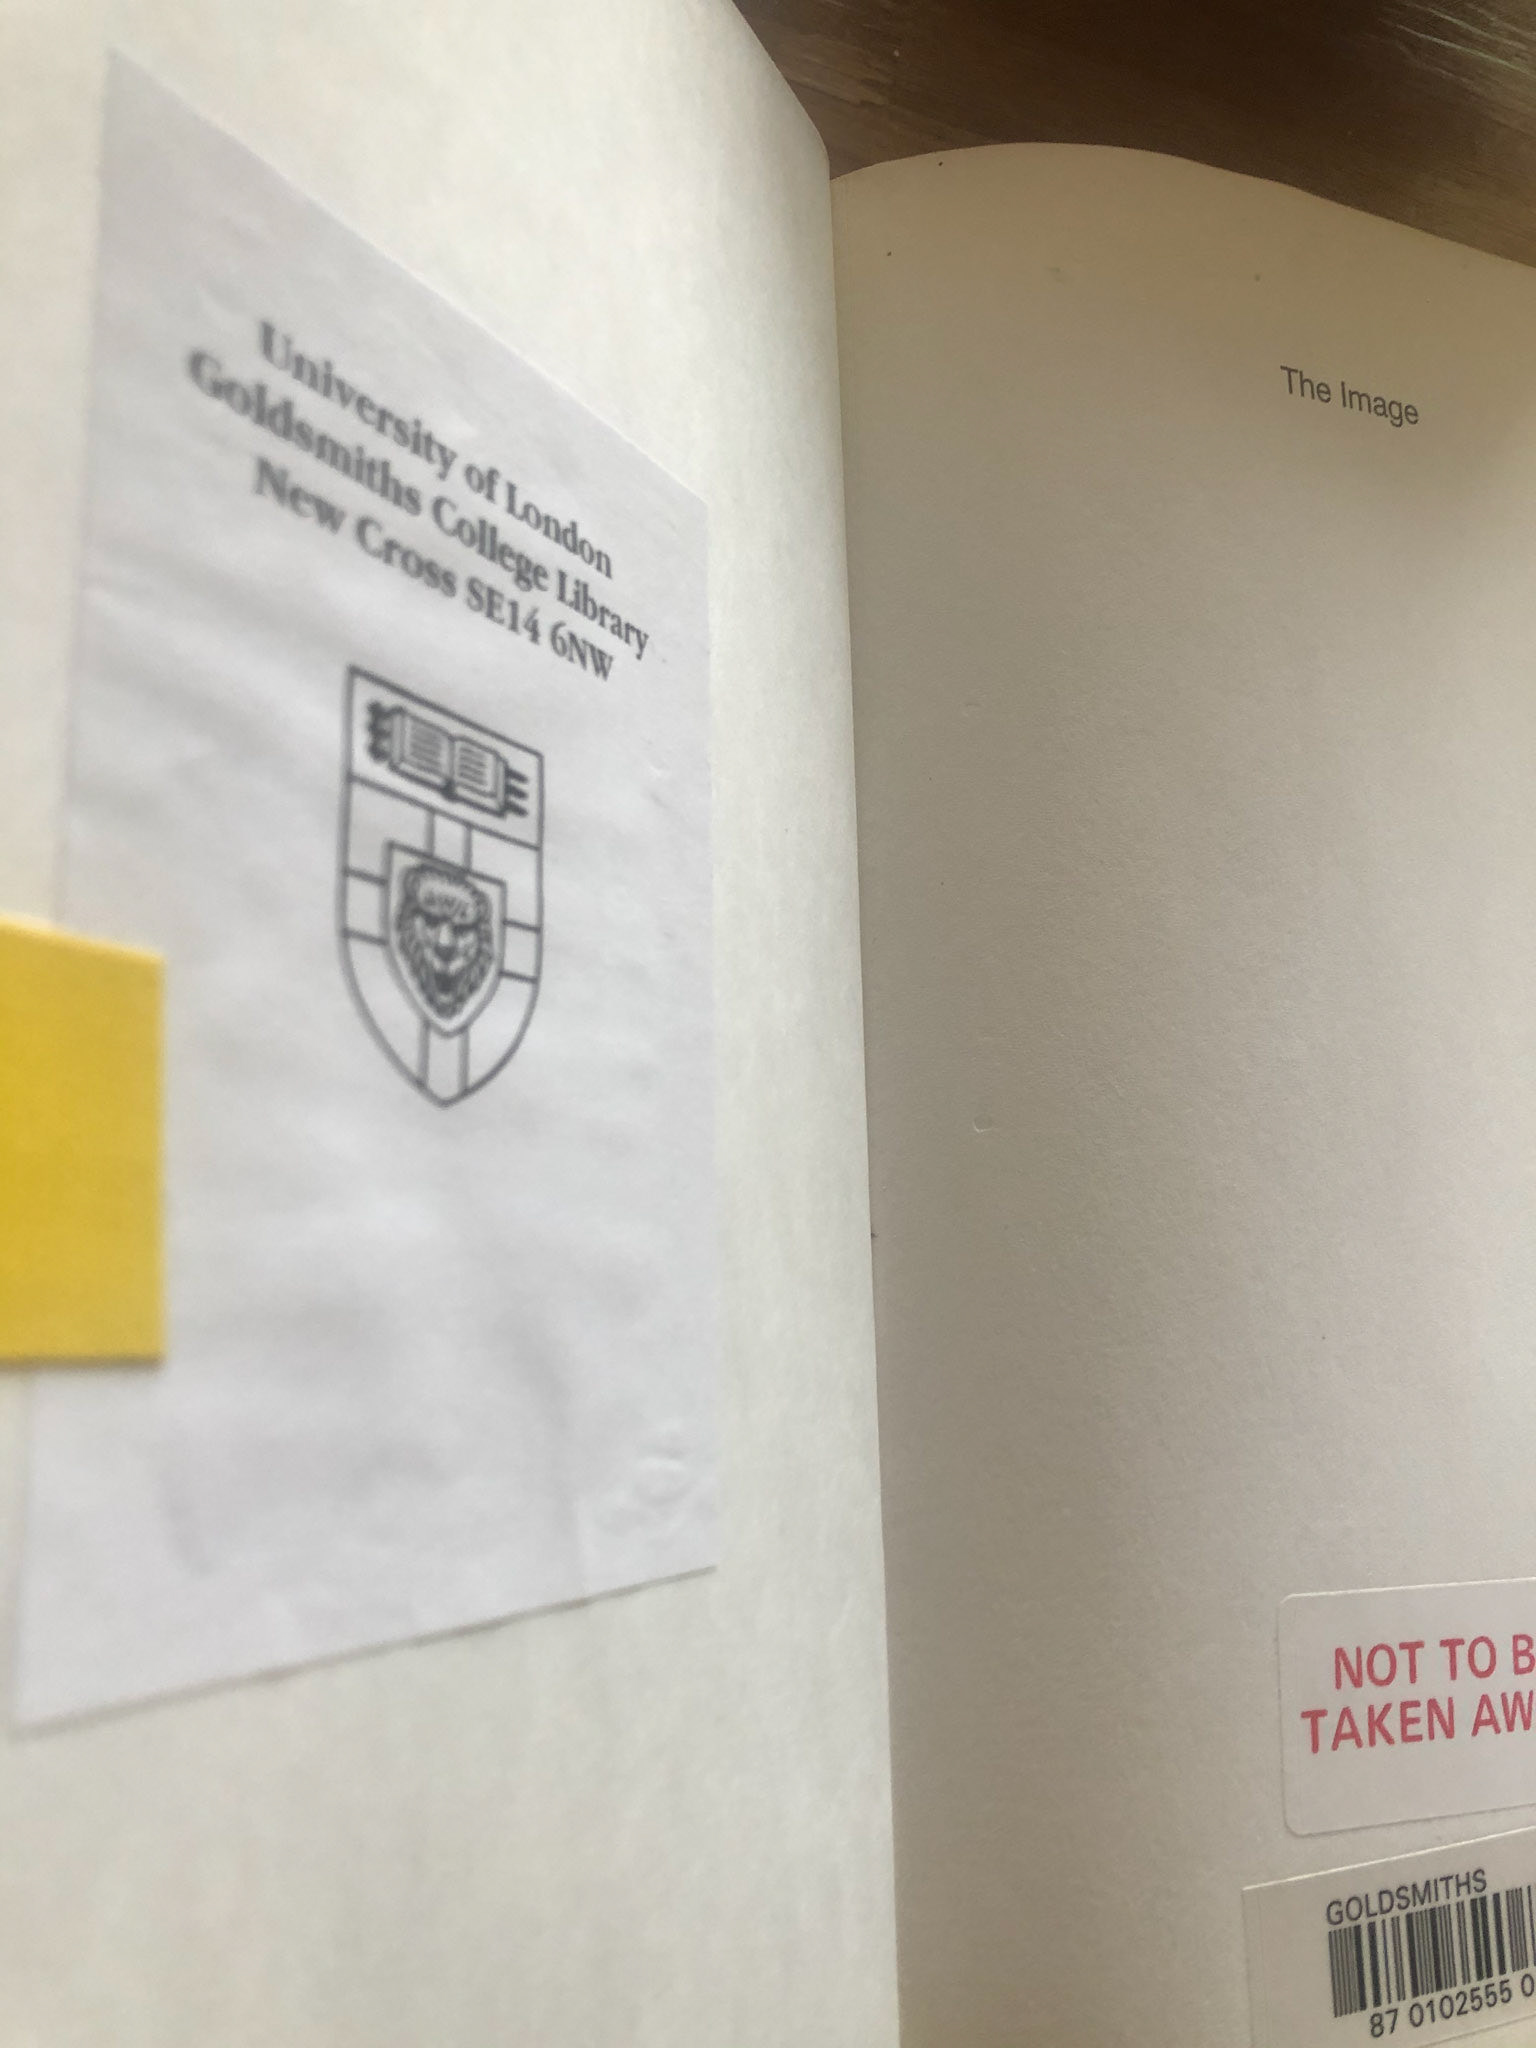 University of London
Goldsmiths College Library
New Cross SE14 6NW
The Image
NOT TO B
TAKEN AW
GOLDSMITHS
87 0102555 0